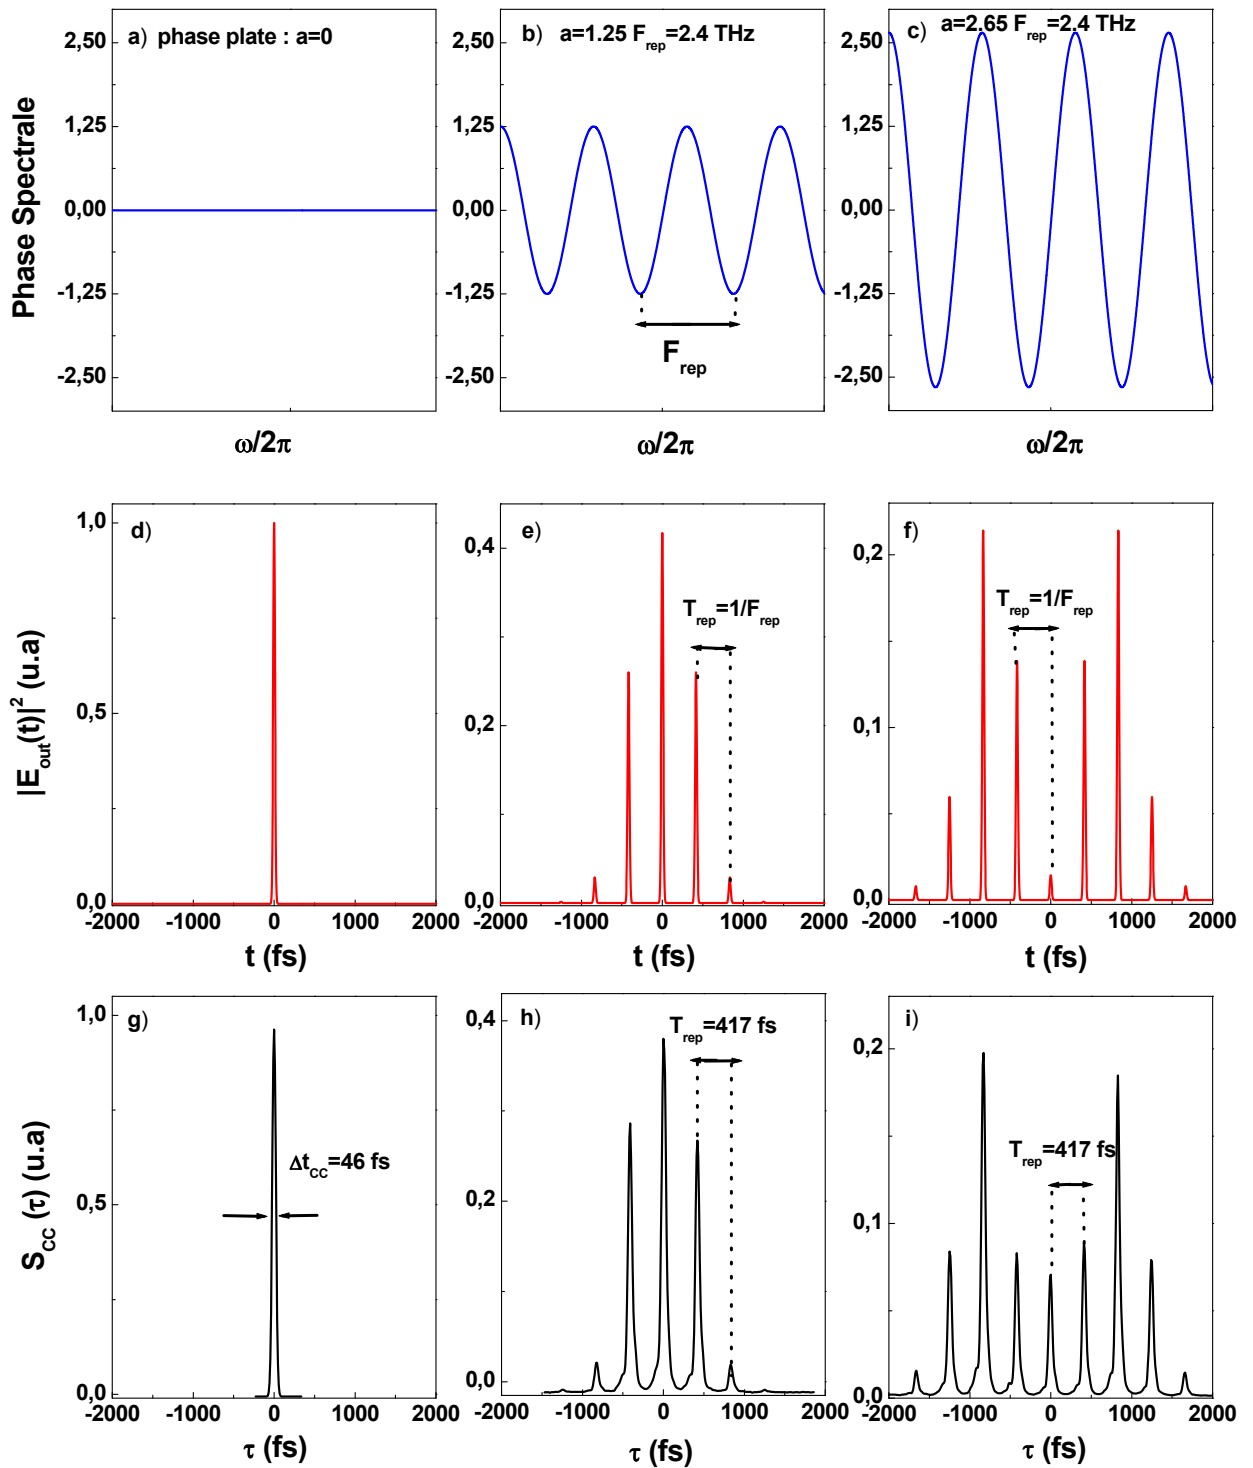 a) phase plate : a=0
b) a=1.25 F_rep=2.4 THz
c) a=2.65 F_rep=2.4 THz
Phase Spectrale
2,50
1,25
0,00
-1,25
-2,50
ω/2π
2,50
1,25
0,00
-1,25
-2,50
F_rep
ω/2π
2,50
1,25
0,00
-1,25
-2,50
ω/2π
|E_out(t)|² (u.a)
d)
1,0
0,5
0,0
-2000 -1000 0 1000 2000
t (fs)
e)
T_rep=1/F_rep
0,4
0,2
0,0
-2000 -1000 0 1000 2000
t (fs)
f)
T_rep=1/F_rep
0,2
0,1
0,0
-2000 -1000 0 1000 2000
t (fs)
S_CC (τ) (u.a)
g)
1,0
Δt_CC=46 fs
0,5
0,0
-2000 -1000 0 1000 2000
τ (fs)
h)
T_rep=417 fs
0,4
0,2
0,0
-2000 -1000 0 1000 2000
τ (fs)
i)
T_rep=417 fs
0,2
0,1
0,0
-2000 -1000 0 1000 2000
τ (fs)